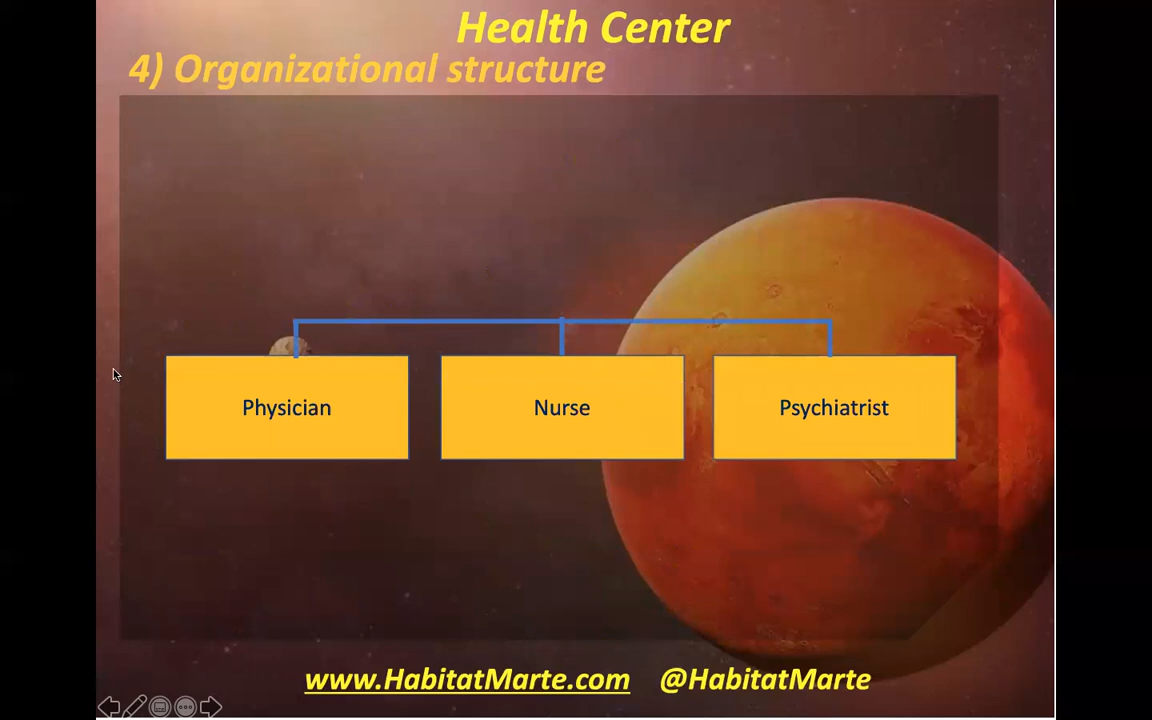 Health Center
4) Organizational structure
Physician
Nurse
Psychiatrist
www.HabitatMarte.com @HabitatMarte